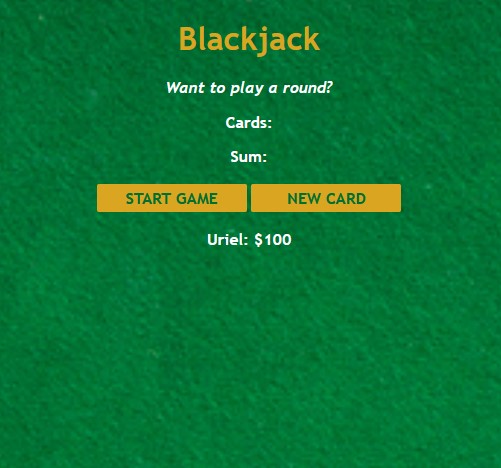 Blackjack
Want to play a round?
Cards:
Sum:
START GAME NEW CARD
Uriel: $100